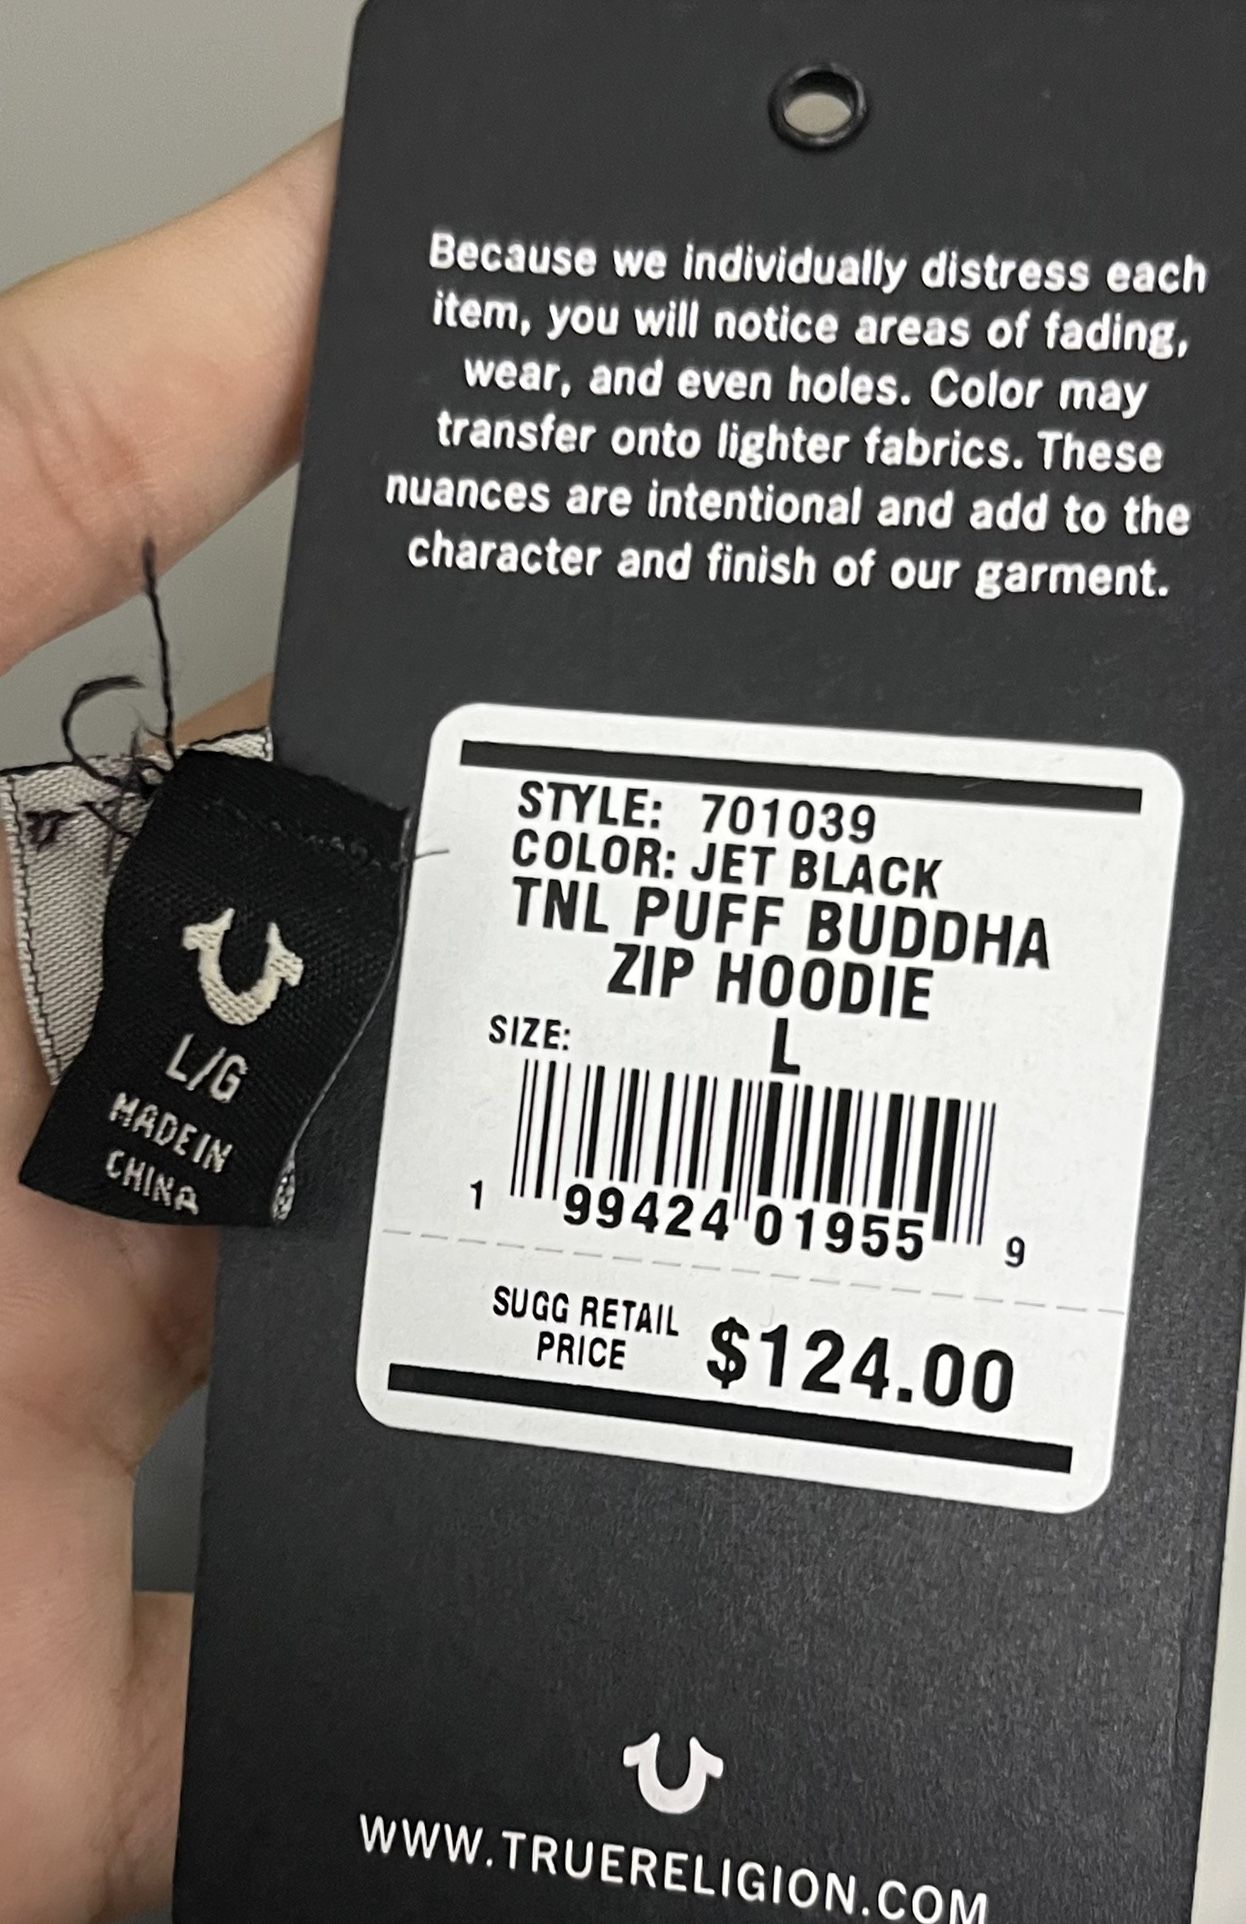 Because we individually distress each
item, you will notice areas of fading,
wear, and even holes. Color may
transfer onto lighter fabrics. These
nuances are intentional and add to the
character and finish of our garment.
STYLE: 701039
COLOR: JET BLACK
TNL PUFF BUDDHA
ZIP HOODIE
SIZE: L
1 99424 01955 9
SUGG RETAIL
PRICE $124.00
WWW.TRUERELIGION.COM
L/G
MADE IN
CHINA